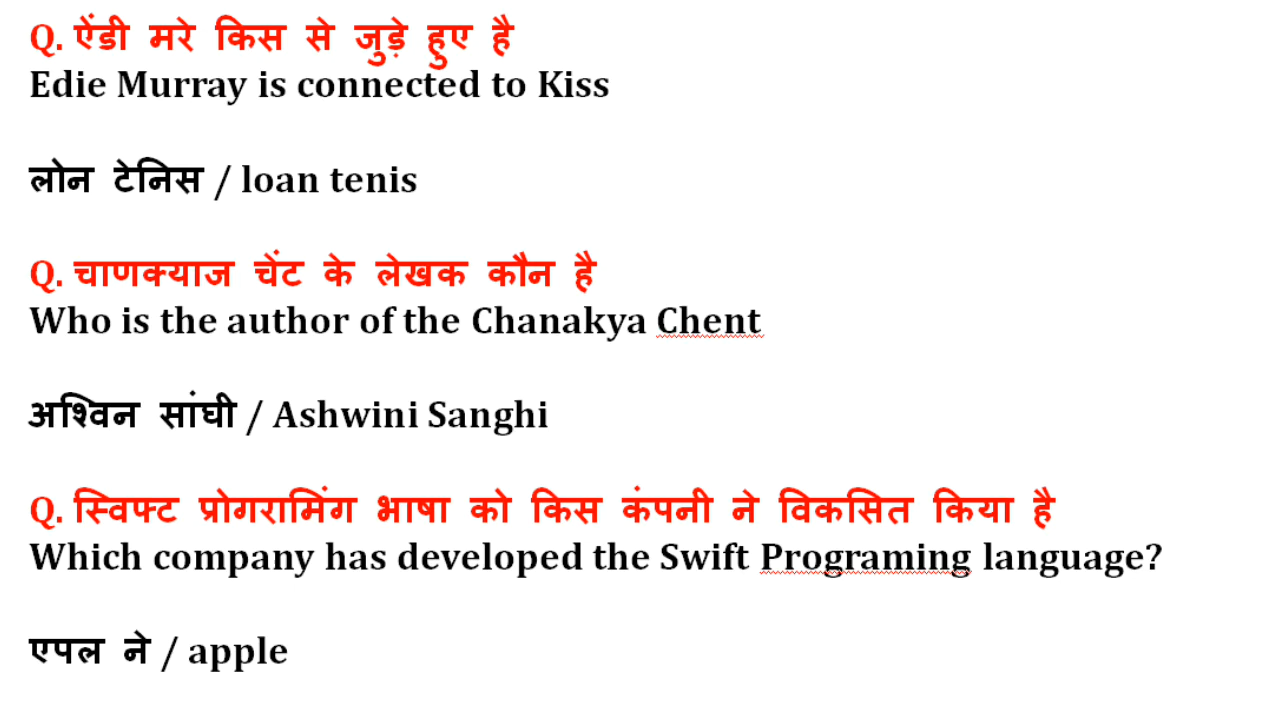 Q. ऐंडी मरे किस से जुड़े हुए है
Edie Murray is connected to Kiss
लोन टेनिस / loan tenis
Q. चाणक्याज चेंट के लेखक कौन है
Who is the author of the Chanakya Chent
अश्विन सांघी / Ashwini Sanghi
Q. स्विफ्ट प्रोगरामिंग भाषा को किस कंपनी ने विकसित किया है
Which company has developed the Swift Programing language?
एपल ने / apple